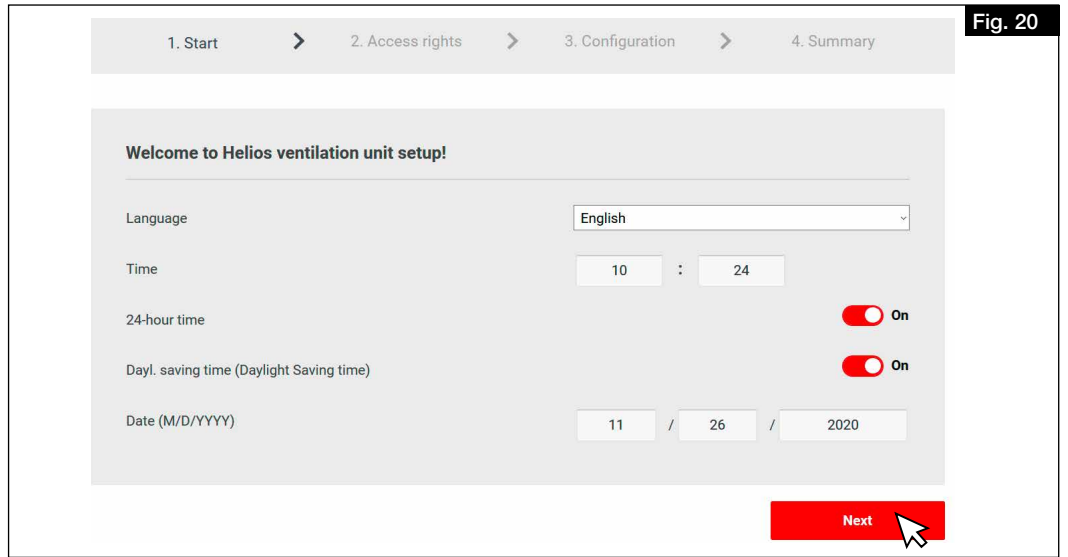 Fig. 20
1. Start > 2. Access rights > 3. Configuration > 4. Summary
Welcome to Helios ventilation unit setup!
Language English
Time 10 : 24
24-hour time On
Dayl. saving time (Daylight Saving time) On
Date (M/D/YYYY) 11 / 26 / 2020
Next